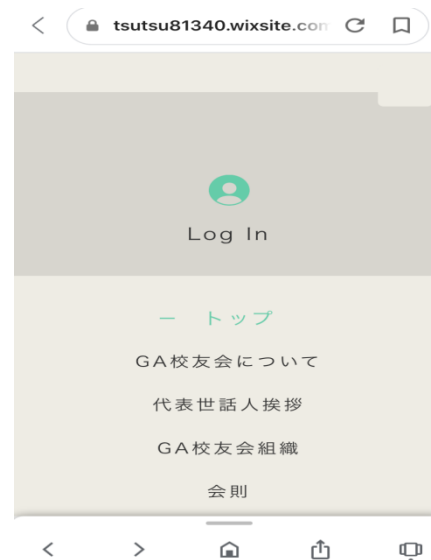 tsutsu81340.wixsite.com
Log In
ー トップ
GA校友会について
代表世話人挨拶
GA校友会組織
会則